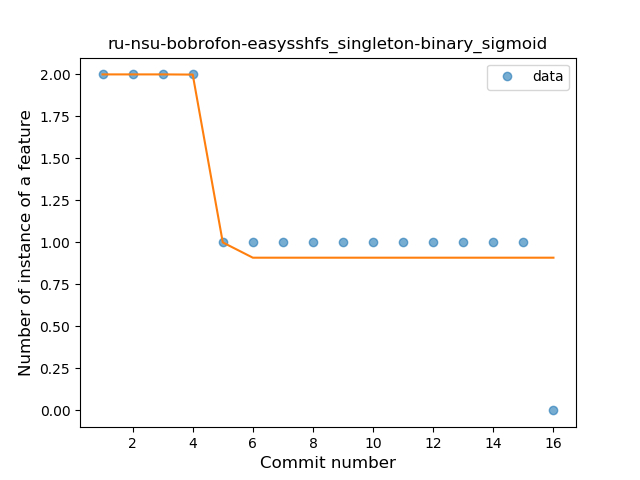 ru-nsu-bobrofon-easysshfs_singleton-binary_sigmoid
data
Number of instance of a feature
2.00
1.75
1.50
1.25
1.00
0.75
0.50
0.25
0.00
2 4 6 8 10 12 14 16
Commit number